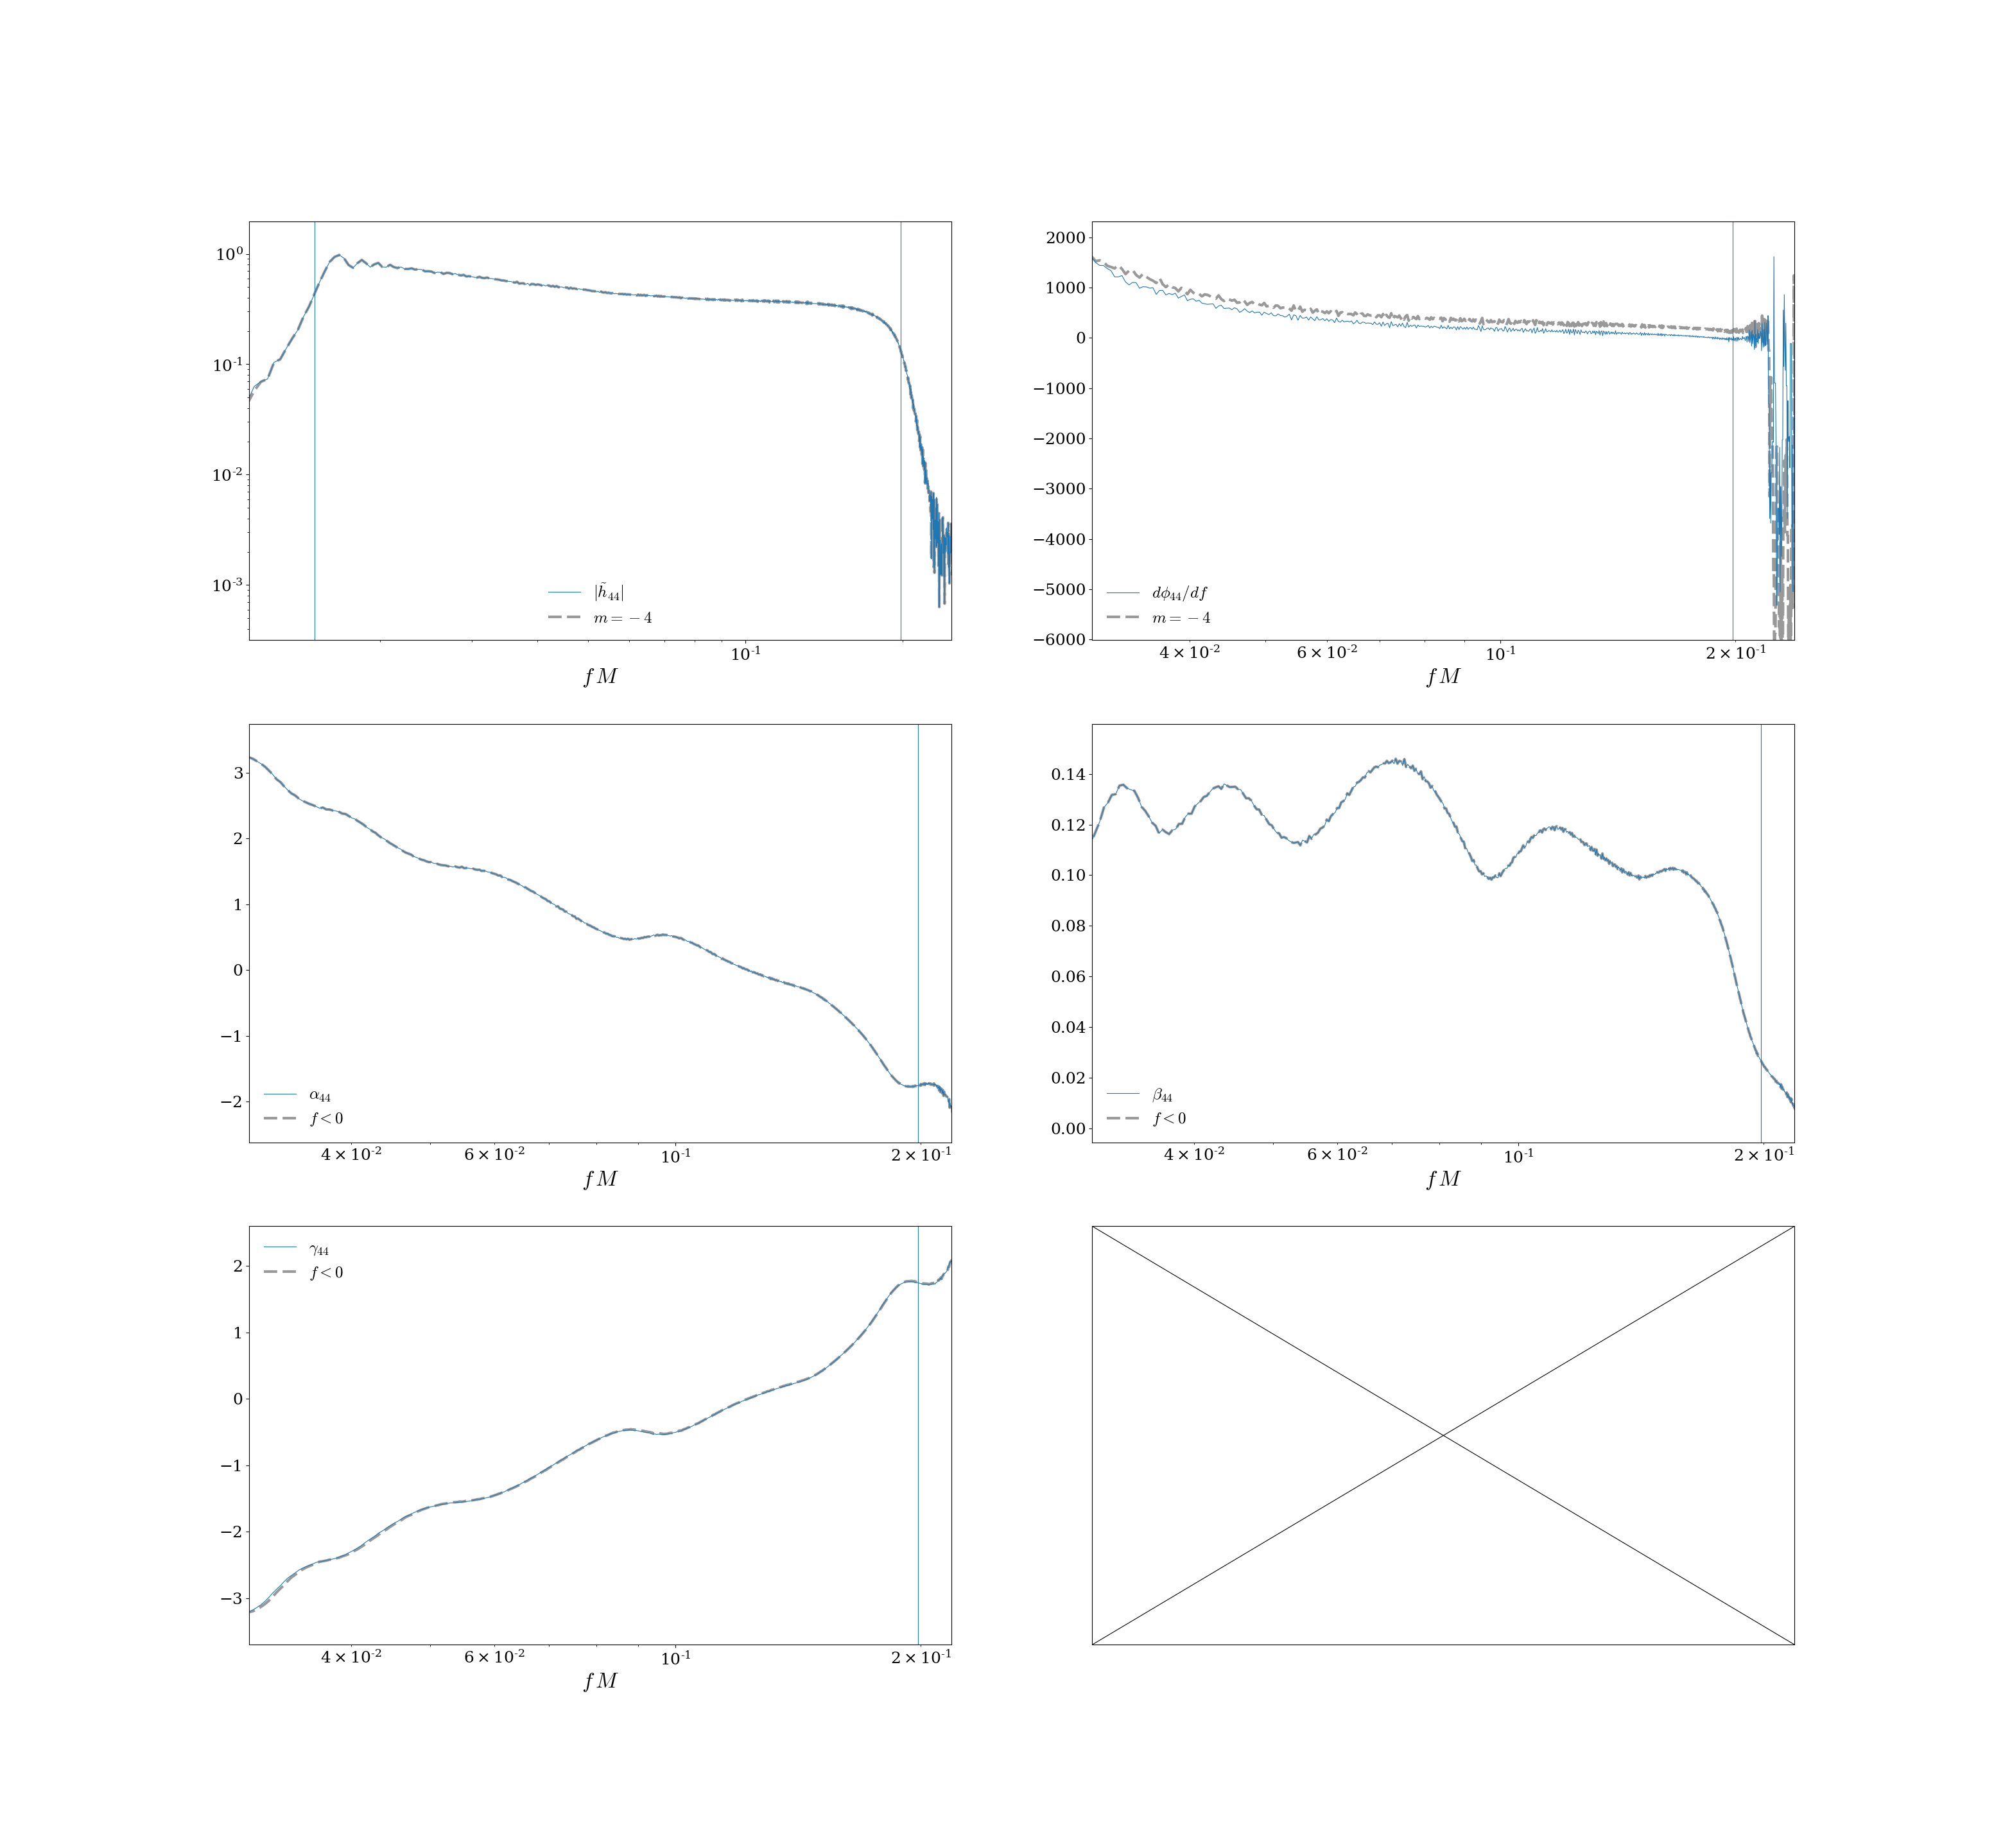 10⁰
10⁻¹
10⁻²
10⁻³
|h̃₄₄|
m = −4
10⁻¹
fM
2000
1000
0
−1000
−2000
−3000
−4000
−5000
−6000
dϕ₄₄/df
m = −4
4 × 10⁻² 6 × 10⁻² 10⁻¹ 2 × 10⁻¹
fM
3
2
1
0
−1
−2
α₄₄
f < 0
4 × 10⁻² 6 × 10⁻² 10⁻¹ 2 × 10⁻¹
fM
0.14
0.12
0.10
0.08
0.06
0.04
0.02
0.00
β₄₄
f < 0
4 × 10⁻² 6 × 10⁻² 10⁻¹ 2 × 10⁻¹
fM
γ₄₄
f < 0
2
1
0
−1
−2
−3
4 × 10⁻² 6 × 10⁻² 10⁻¹ 2 × 10⁻¹
fM